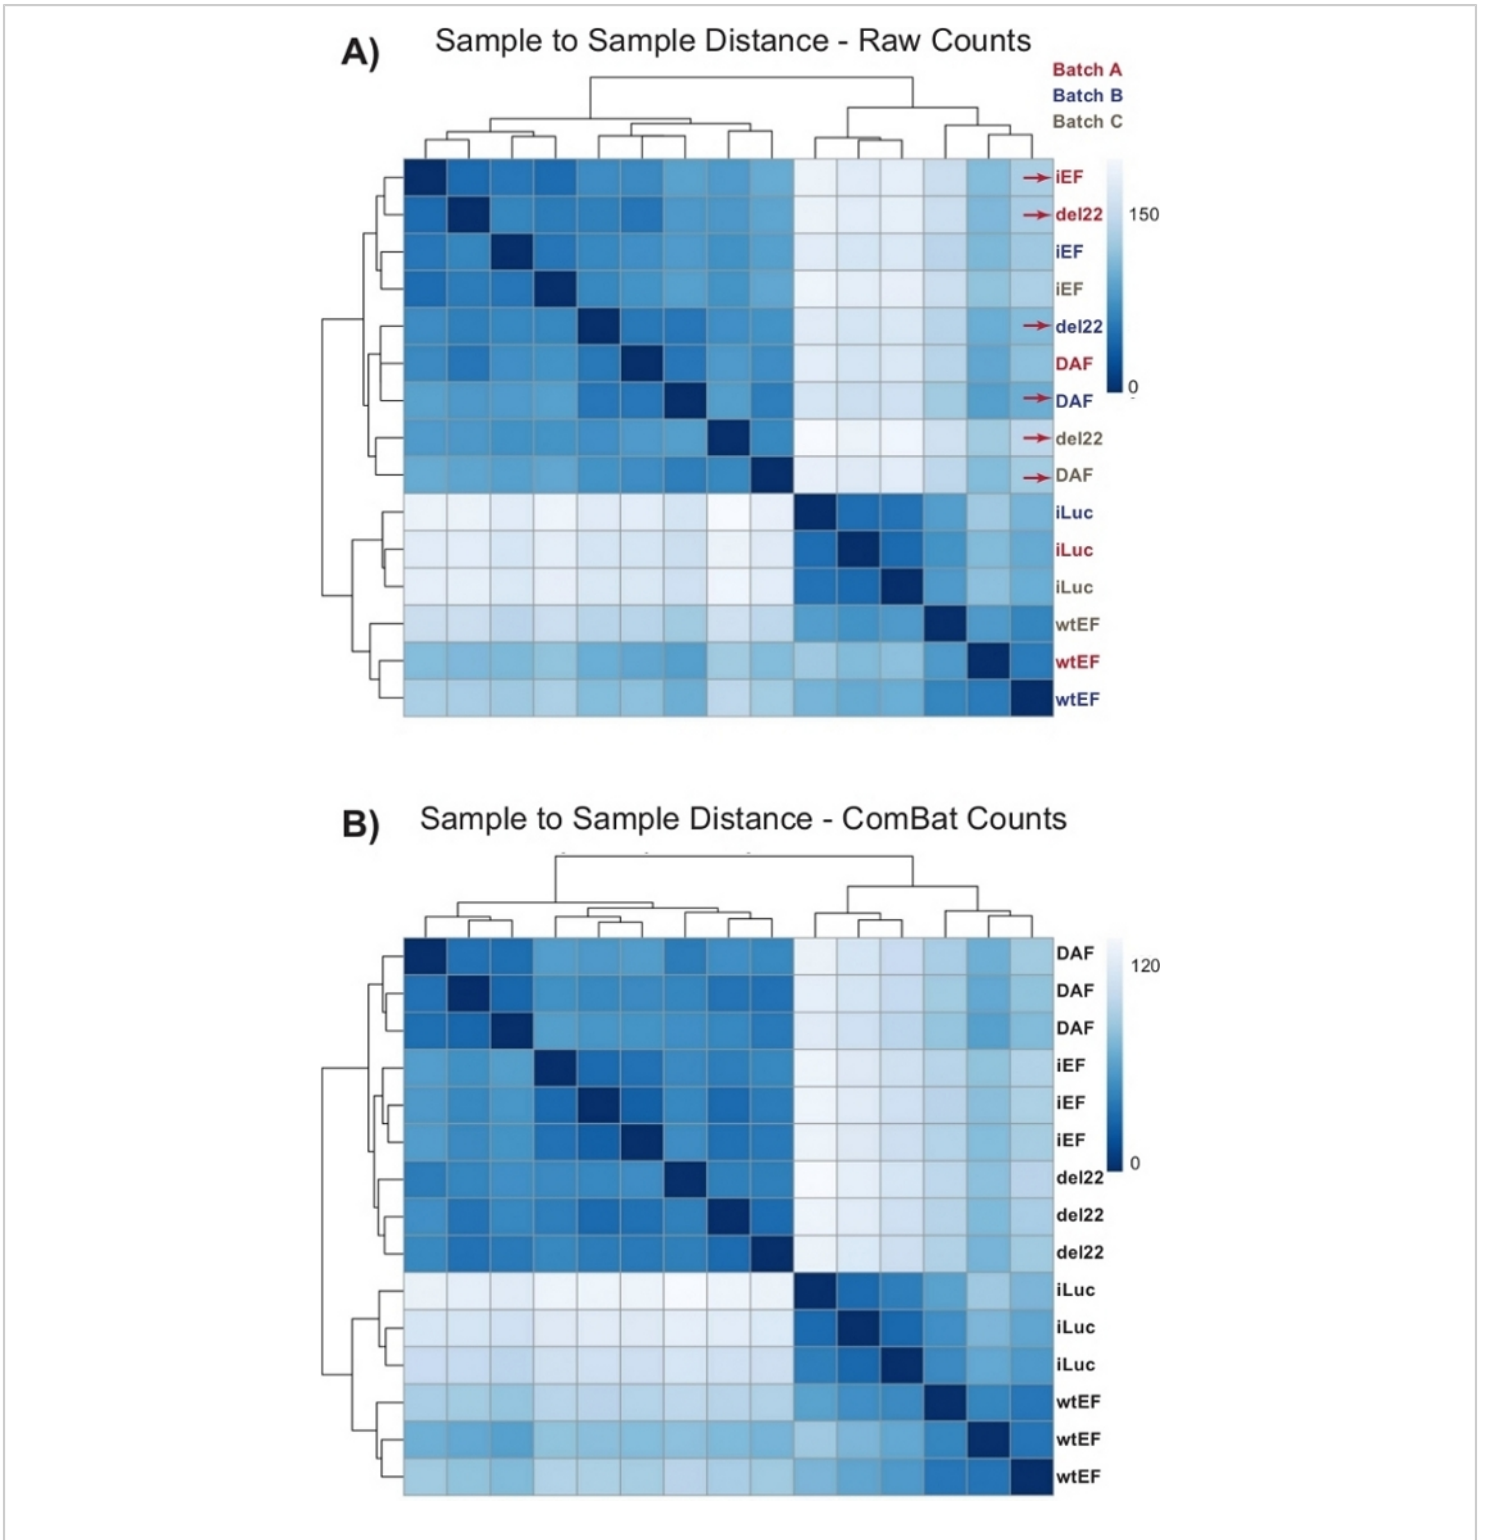 A) Sample to Sample Distance - Raw Counts
Batch A
Batch B
Batch C
iEF
del22
150
iEF
iEF
del22
DAF
0
DAF
del22
DAF
iLuc
iLuc
iLuc
wtEF
wtEF
wtEF
B) Sample to Sample Distance - ComBat Counts
DAF
120
DAF
DAF
iEF
iEF
iEF
0
del22
del22
del22
iLuc
iLuc
iLuc
wtEF
wtEF
wtEF